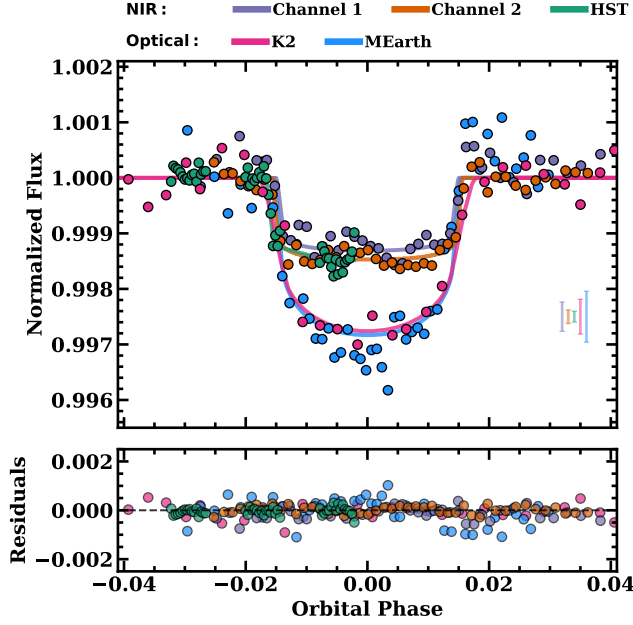 NIR: Channel 1 Channel 2 HST
Optical: K2 MEarth
1.002
1.001
1.000
0.999
0.998
0.997
0.996
Normalized Flux
0.002
0.000
−0.002
Residuals
−0.04 −0.02 0.00 0.02 0.04
Orbital Phase